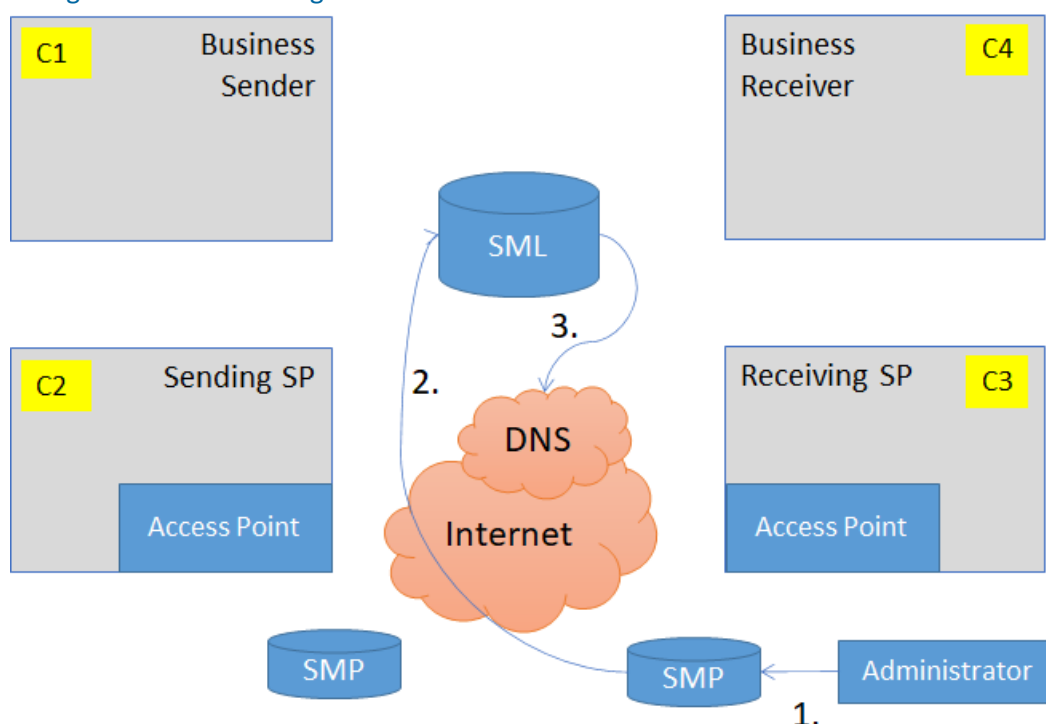 C1
Business
Sender
Business
Receiver
C4
SML
3.
C2
Sending SP
2.
Receiving SP
C3
DNS
Access Point
Internet
Access Point
SMP
SMP
Administrator
1.